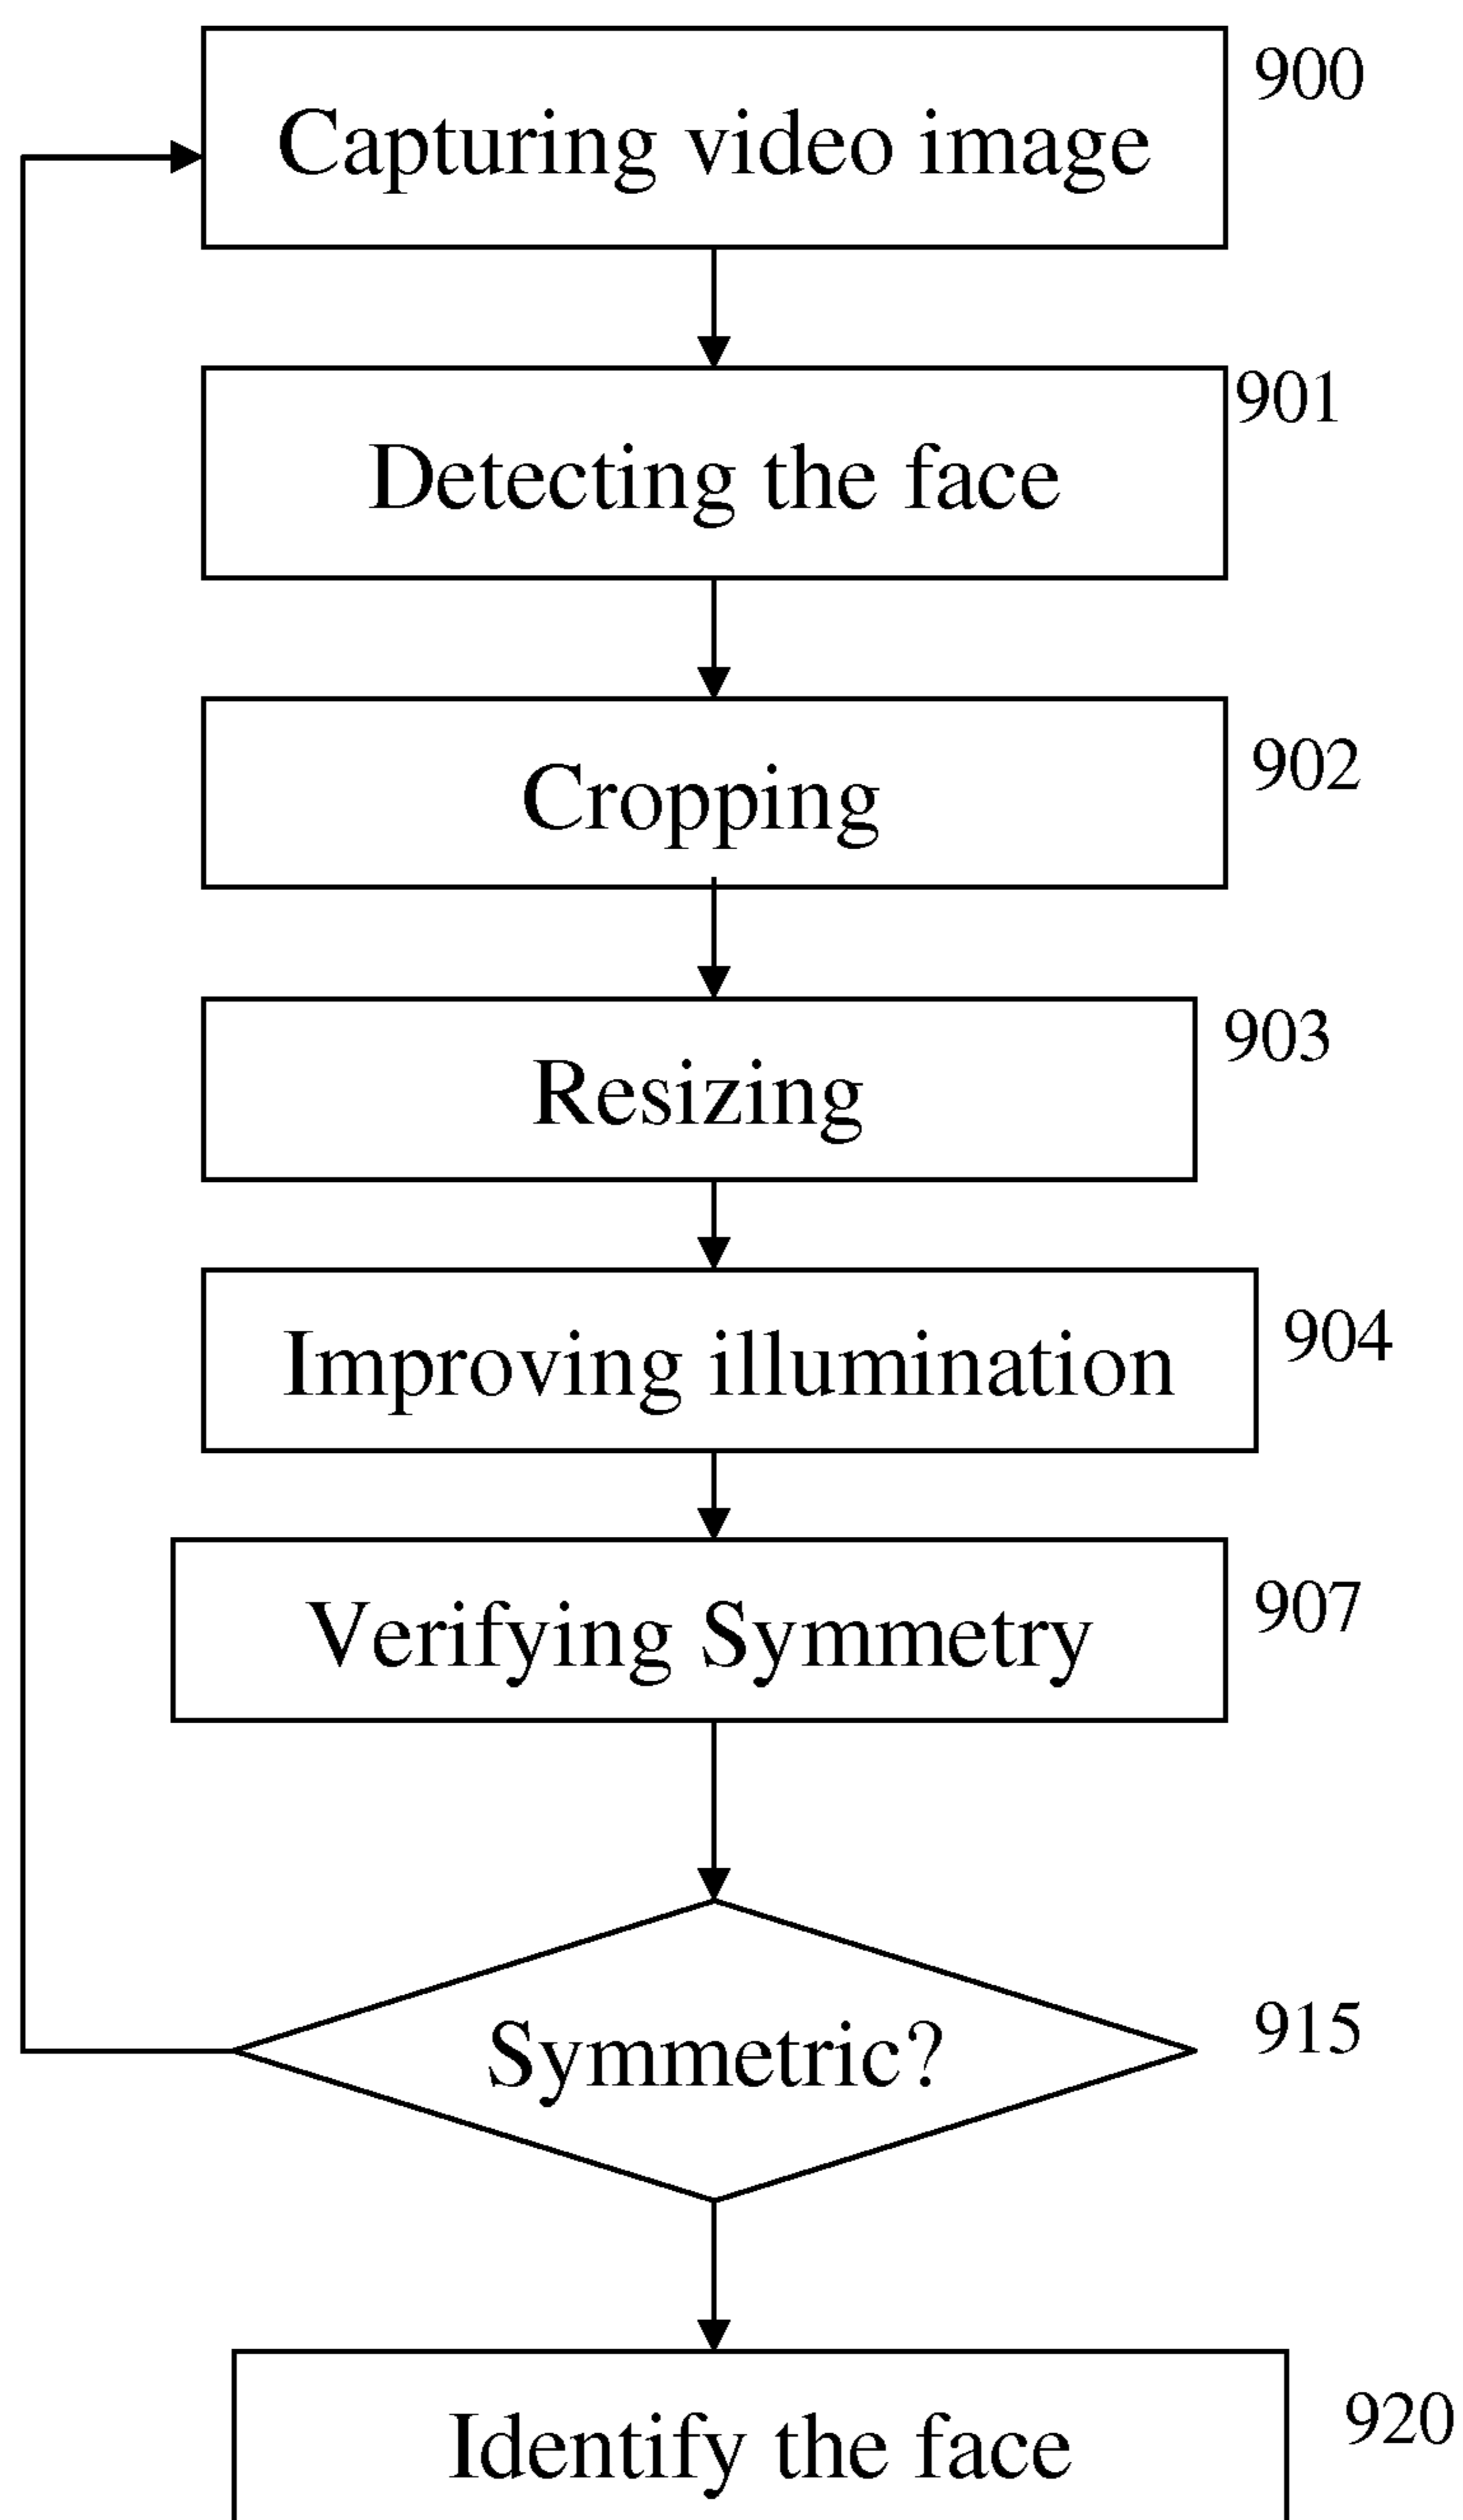 Capturing video image 900
Detecting the face 901
Cropping 902
Resizing 903
Improving illumination 904
Verifying Symmetry 907
Symmetric? 915
Identify the face 920